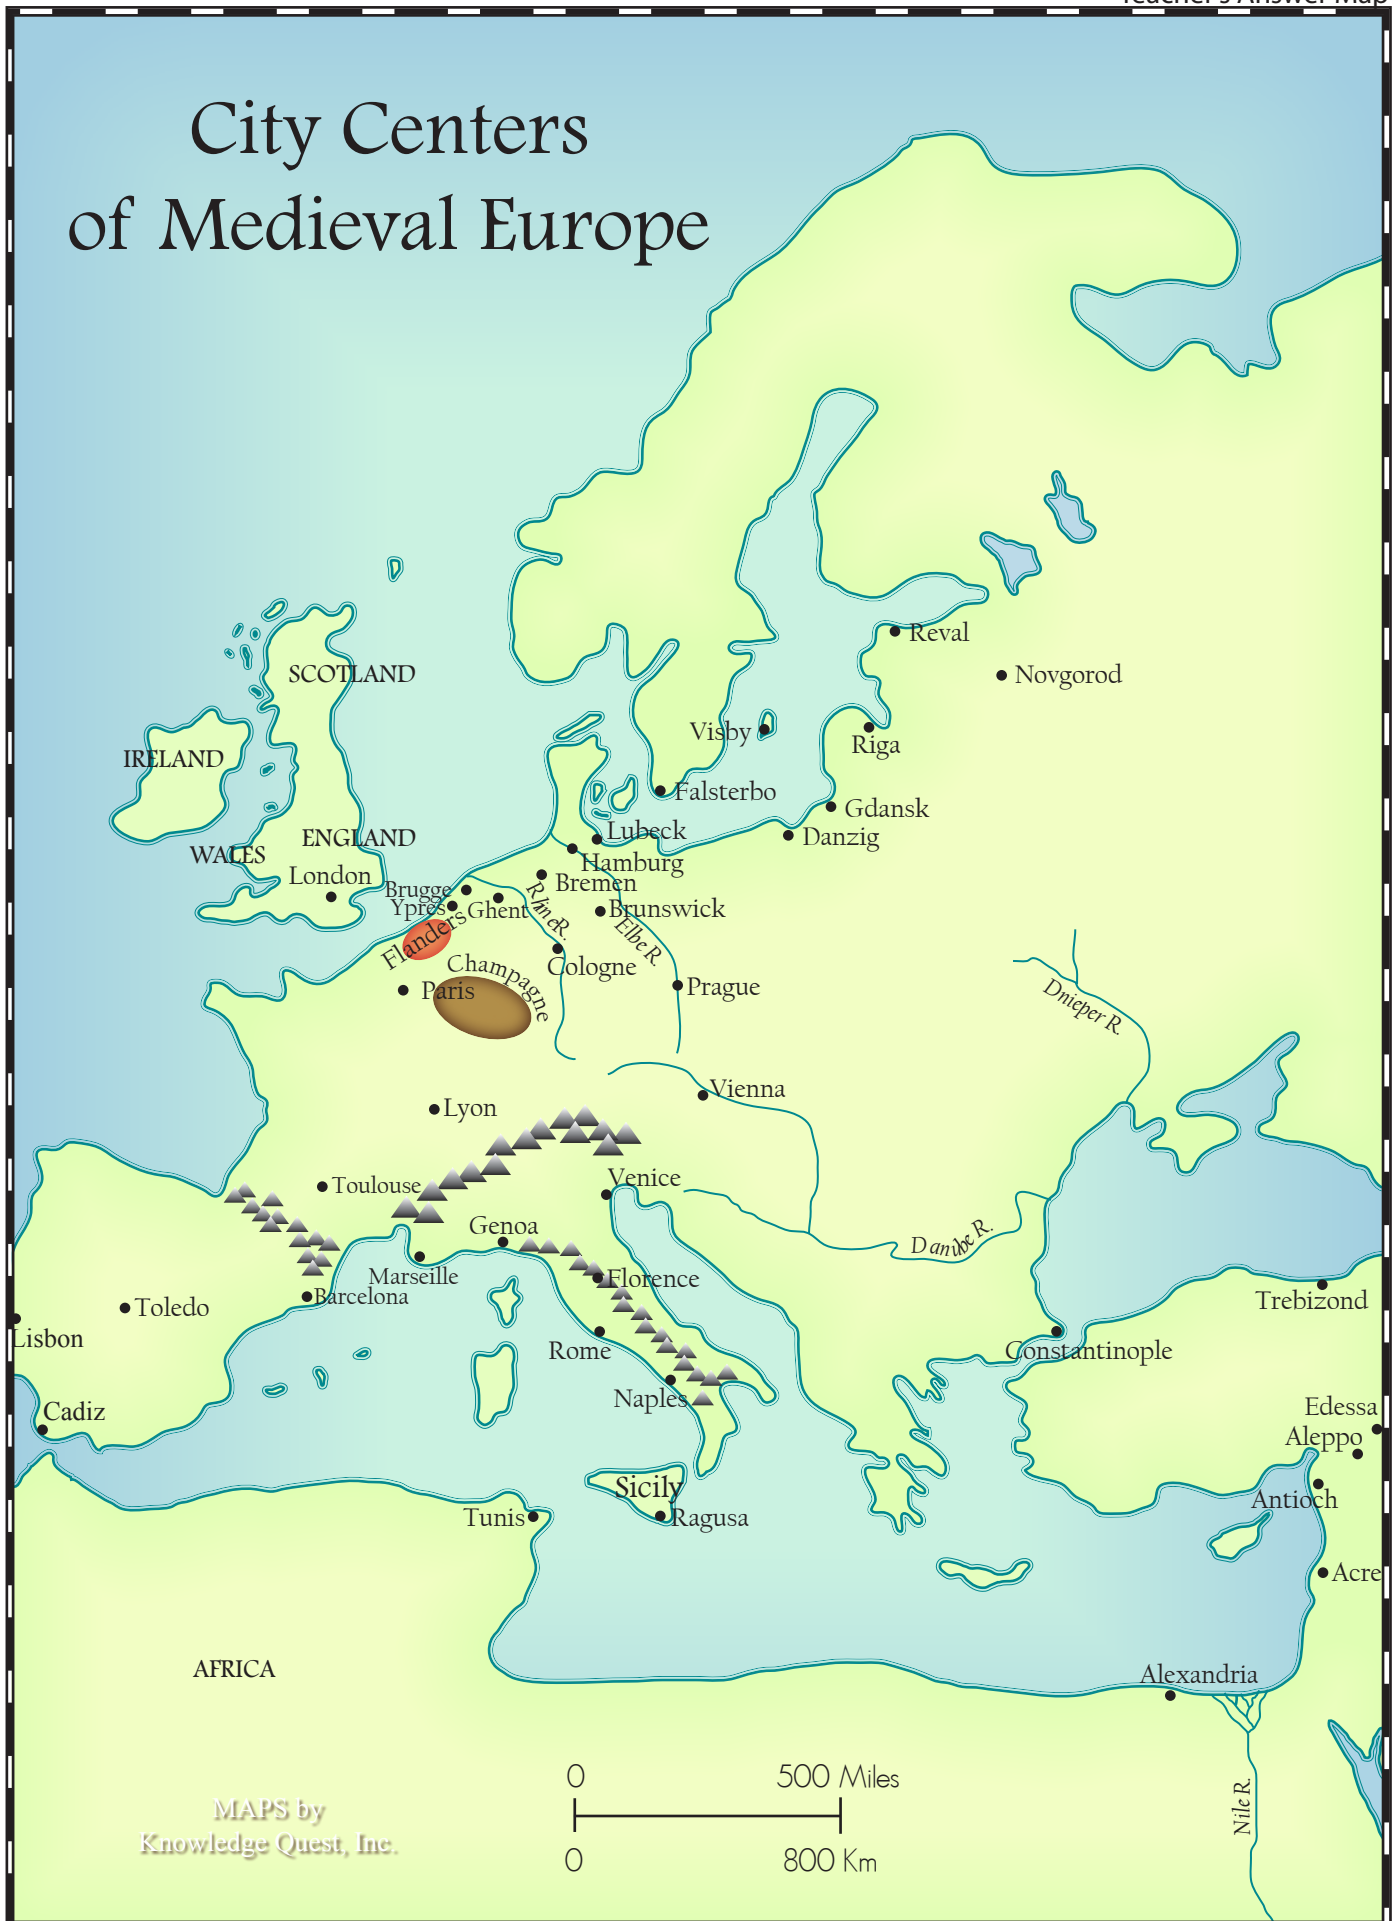 Teacher's Answer Map
City Centers
of Medieval Europe
SCOTLAND
IRELAND
ENGLAND
WALES
London
Reval
Novgorod
Visby
Riga
Falsterbo
Gdansk
Danzig
Lubeck
Hamburg
Bremen
Brugge
Ypres
Ghent
Brunswick
Flanders
Rhine R.
Elbe R.
Cologne
Champagne
Paris
Prague
Dnieper R.
Vienna
Lyon
Toulouse
Venice
Genoa
Danube R.
Marseille
Florence
Barcelona
Toledo
Lisbon
Rome
Trebizond
Constantinople
Naples
Cadiz
Edessa
Aleppo
Sicily
Antioch
Tunis
Ragusa
Acre
AFRICA
Alexandria
Nile R.
0 500 Miles
0 800 Km
MAPS by
Knowledge Quest, Inc.